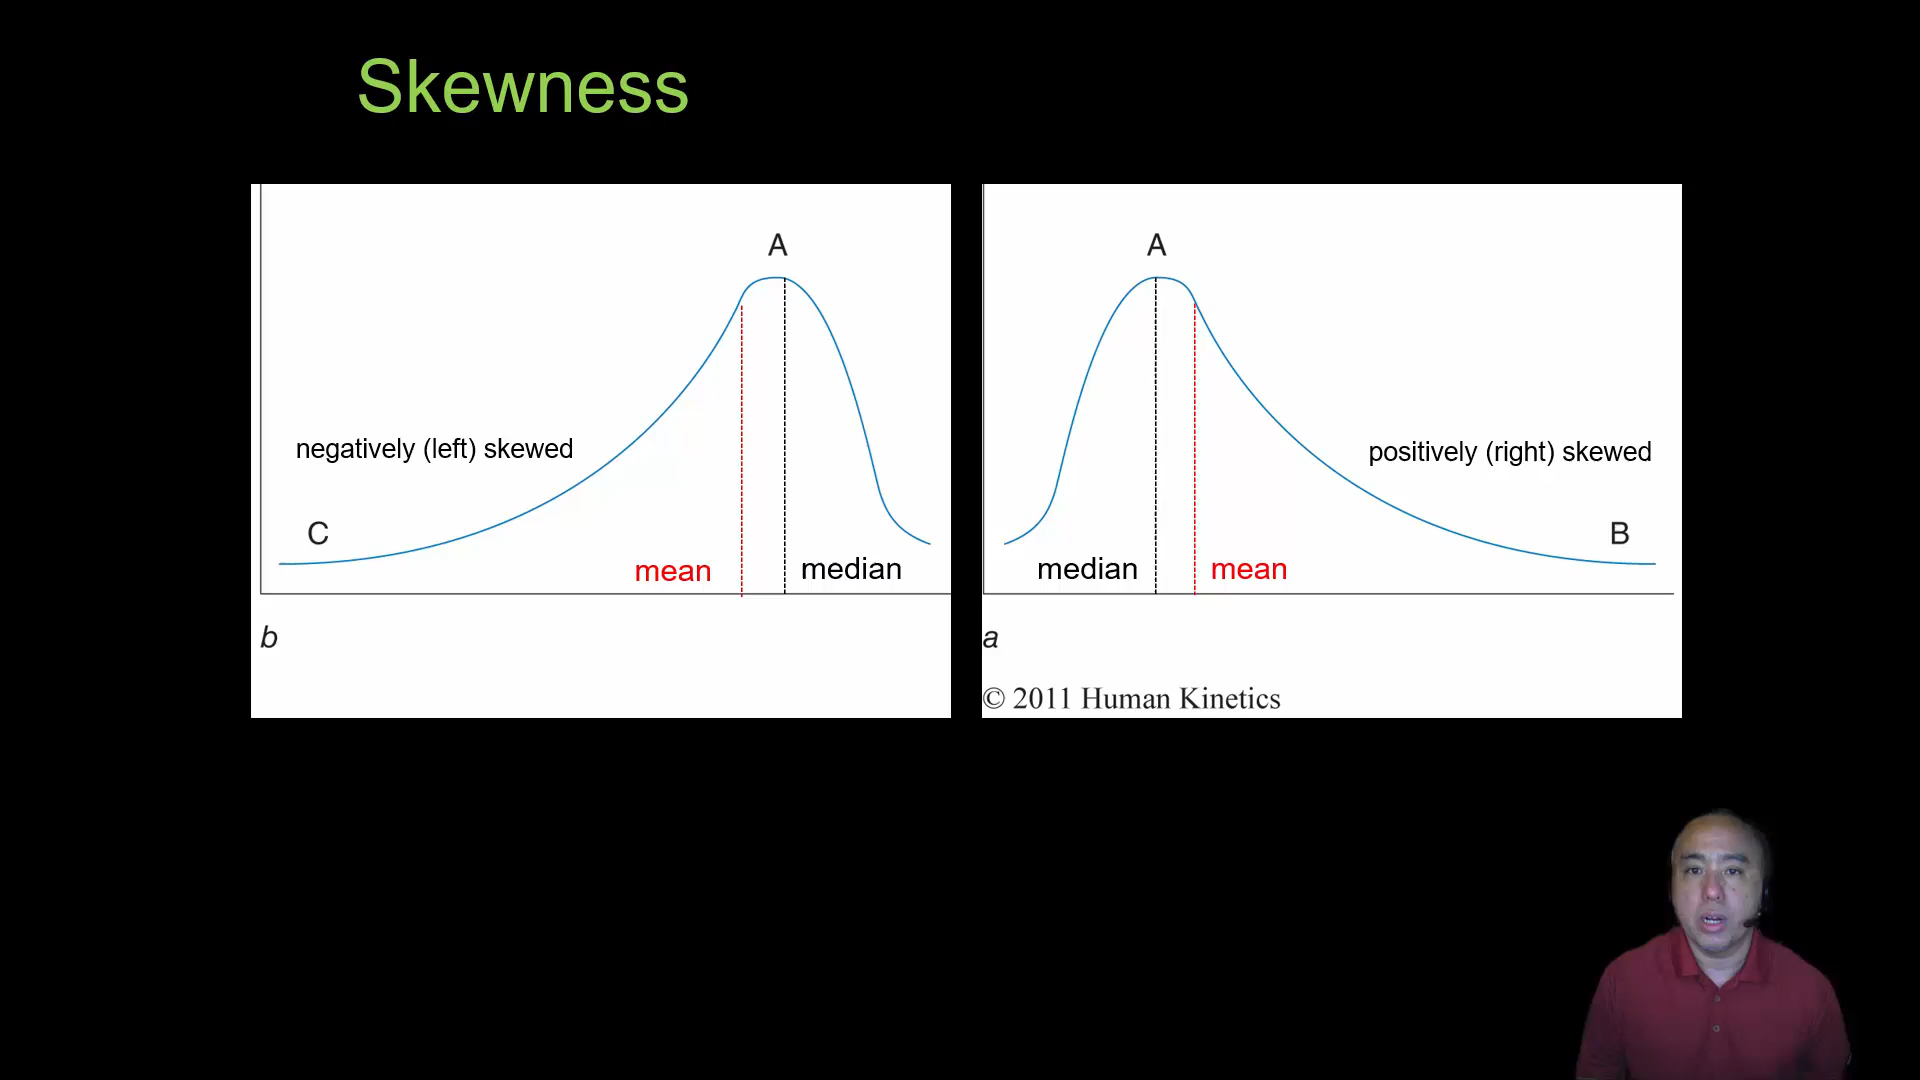 Skewness
A
negatively (left) skewed
C
mean
median
b
A
positively (right) skewed
B
median
mean
a
© 2011 Human Kinetics